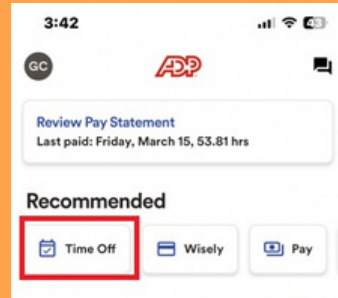 3:42
43
GC
ADP
Review Pay Statement
Last paid: Friday, March 15, 53.81 hrs
Recommended
Time Off
Wisely
Pay